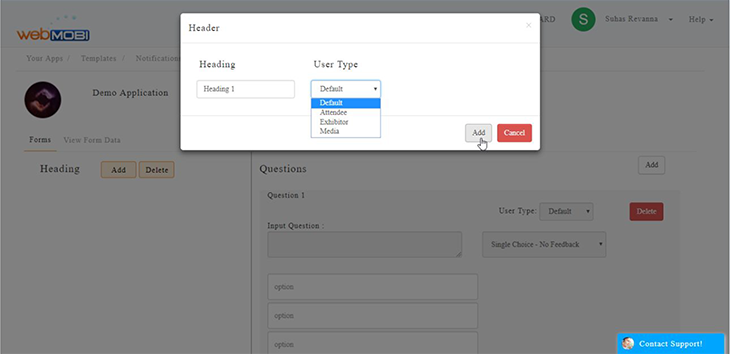 Header
×
webMOBI
ARD
S
Suhas Revanna
Help
Your Apps / Templates / Notifications
Heading
User Type
Heading 1
Default
Default
Attendee
Exhibitor
Media
Add
Cancel
Demo Application
Forms
View Form Data
Heading
Add
Delete
Questions
Add
Question 1
User Type:
Default
Delete
Input Question :
Single Choice - No Feedback
option
option
option
Contact Support!